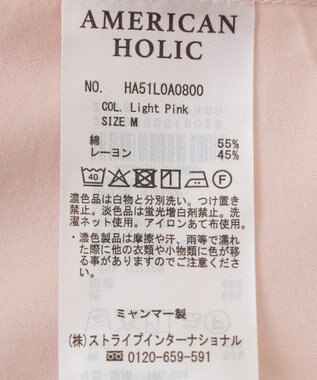 AMERICAN
HOLIC
NO. HA51L0A0800
COL. Light Pink
SIZE M
綿 55%
レーヨン 45%
40
F
濃色品は白物と分別洗い。つけ置き
禁止。淡色品は蛍光増白剤禁止。洗
濯ネット使用。アイロンあて布使用。
・濃色製品は摩擦や汗、雨等で濡れ
た際に他の衣類や小物類に色が移
る事がありますのでご注意くださ
い。
ミャンマー製
(株)ストライプインターナショナル
0120-659-591